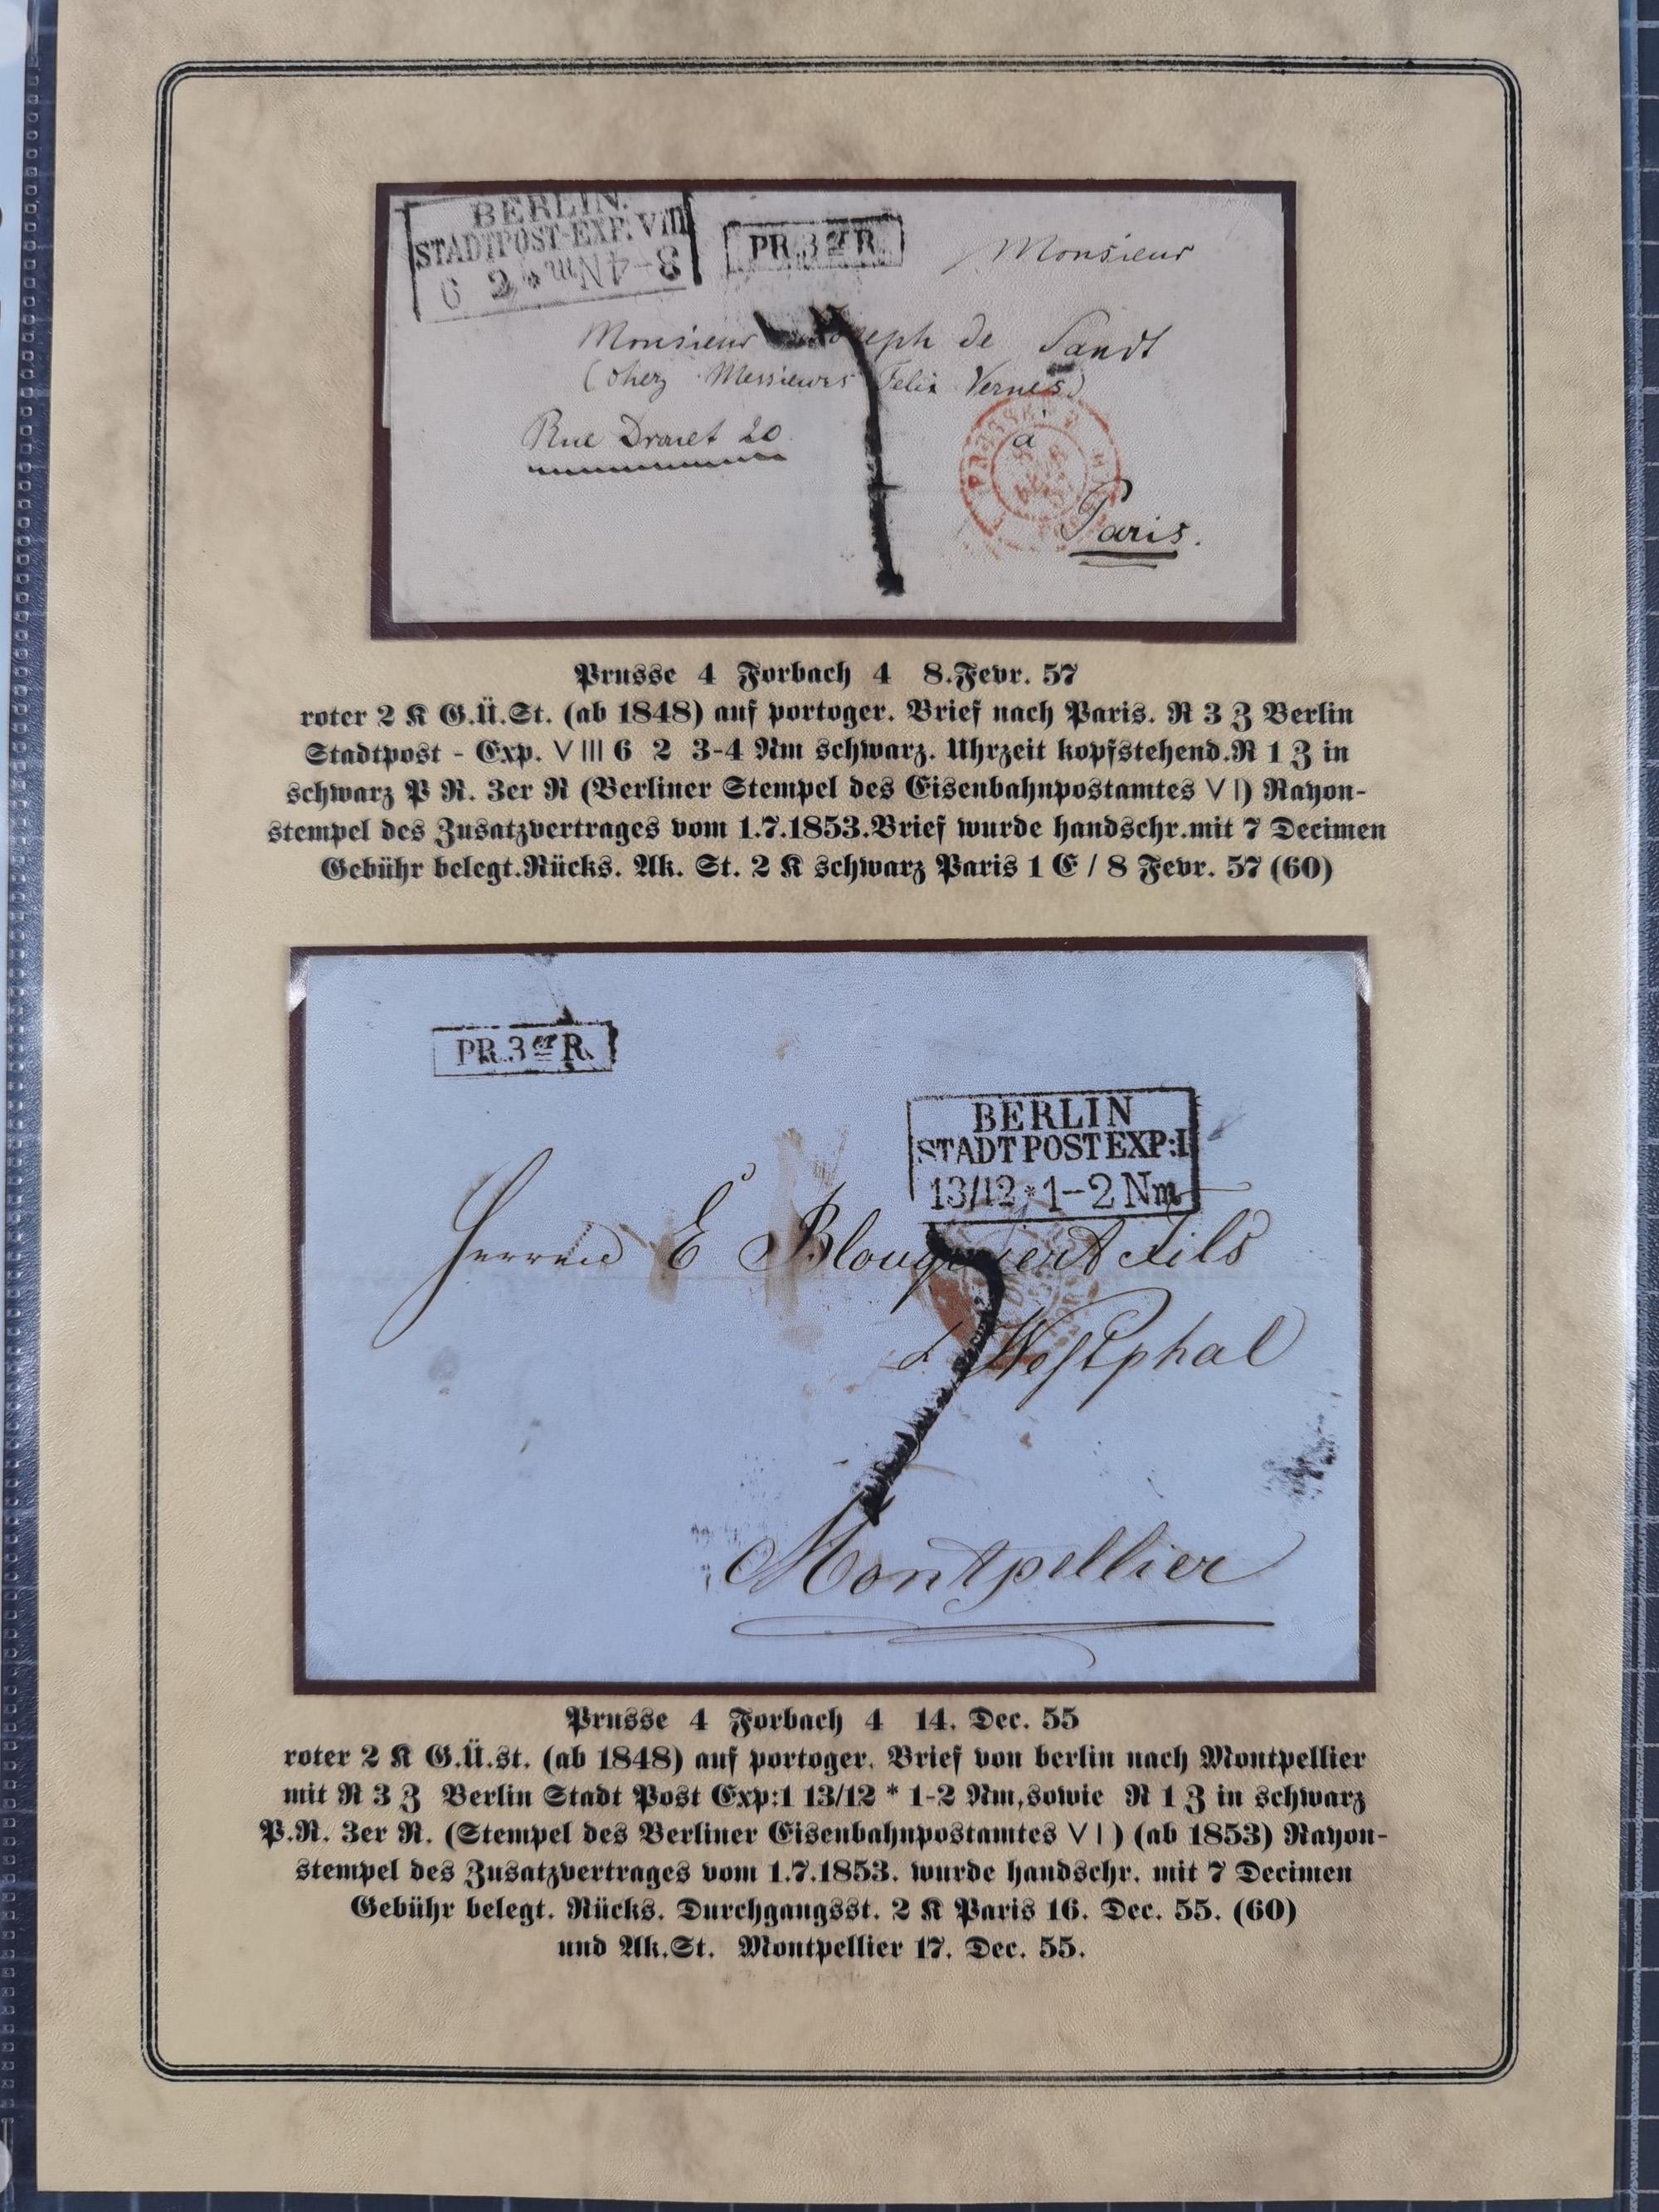 BERLIN.
STADTPOST-EXP. VIII
6 2 * 3-4 Nm
PR. 3er R.
Monsieur
Monsieur Joseph de Sandt
(chez Messieurs Felix Vernes)
Rue Drouet 20
à
Paris.
7
Prusse 4 Forbach 4 8.Fevr. 57
roter 2 K G.Ü.St. (ab 1848) auf portoger. Brief nach Paris. R 3 Z Berlin
Stadtpost - Exp. VIII 6 2 3-4 Nm schwarz. Uhrzeit kopfstehend.R 1 Z in
schwarz P R. 3er R (Berliner Stempel des Eisenbahnpostamtes VI) Rayon-
stempel des Zusatzvertrages vom 1.7.1853.Brief wurde handschr.mit 7 Decimen
Gebühr belegt.Rücks. Ak. St. 2 K schwarz Paris 1 E / 8 Fevr. 57 (60)
PR. 3er R.
BERLIN
STADT POST EXP:I
13/12 * 1-2 Nm
Herren E Blouquiert Fils
& Westphal
7
Montpellier
Prusse 4 Forbach 4 14. Dec. 55
roter 2 K G.Ü.st. (ab 1848) auf portoger. Brief von berlin nach Montpellier
mit R 3 Z Berlin Stadt Post Exp:1 13/12 * 1-2 Nm,sowie R 1 Z in schwarz
P.R. 3er R. (Stempel des Berliner Eisenbahnpostamtes VI) (ab 1853) Rayon-
stempel des Zusatzvertrages vom 1.7.1853. wurde handschr. mit 7 Decimen
Gebühr belegt. Rücks. Durchgangsst. 2 K Paris 16. Dec. 55. (60)
und Ak.St. Montpellier 17. Dec. 55.